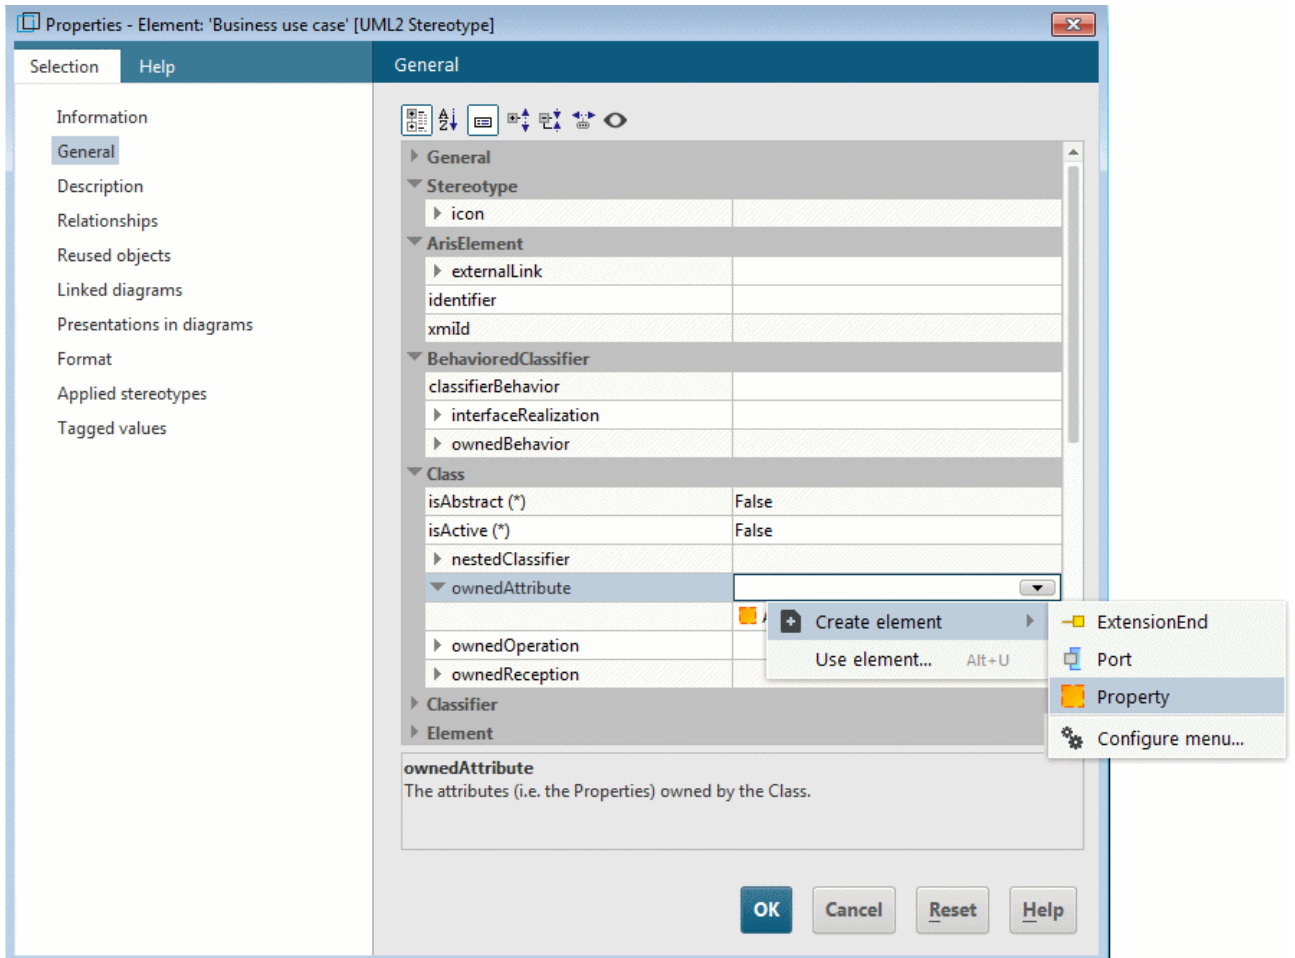 Properties - Element: 'Business use case' [UML2 Stereotype]
Selection Help
General
Information
General
Description
Relationships
Reused objects
Linked diagrams
Presentations in diagrams
Format
Applied stereotypes
Tagged values
General
Stereotype
icon
ArisElement
externalLink
identifier
xmiId
BehavioredClassifier
classifierBehavior
interfaceRealization
ownedBehavior
Class
isAbstract (*) False
isActive (*) False
nestedClassifier
ownedAttribute
Create element
Use element... Alt+U
ExtensionEnd
Port
Property
Configure menu...
ownedOperation
ownedReception
Classifier
Element
ownedAttribute
The attributes (i.e. the Properties) owned by the Class.
OK Cancel Reset Help